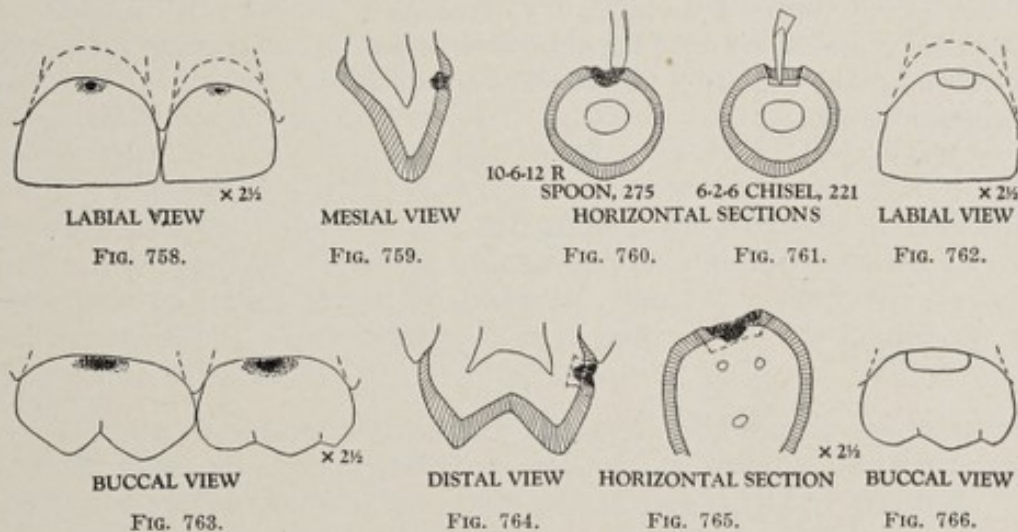 × 2½
LABIAL VIEW
FIG. 758.
MESIAL VIEW
FIG. 759.
10-6-12 R
SPOON, 275
6-2-6 CHISEL, 221
HORIZONTAL SECTIONS
FIG. 760.
FIG. 761.
× 2½
LABIAL VIEW
FIG. 762.
× 2½
BUCCAL VIEW
FIG. 763.
DISTAL VIEW
FIG. 764.
× 2½
HORIZONTAL SECTION
FIG. 765.
BUCCAL VIEW
FIG. 766.